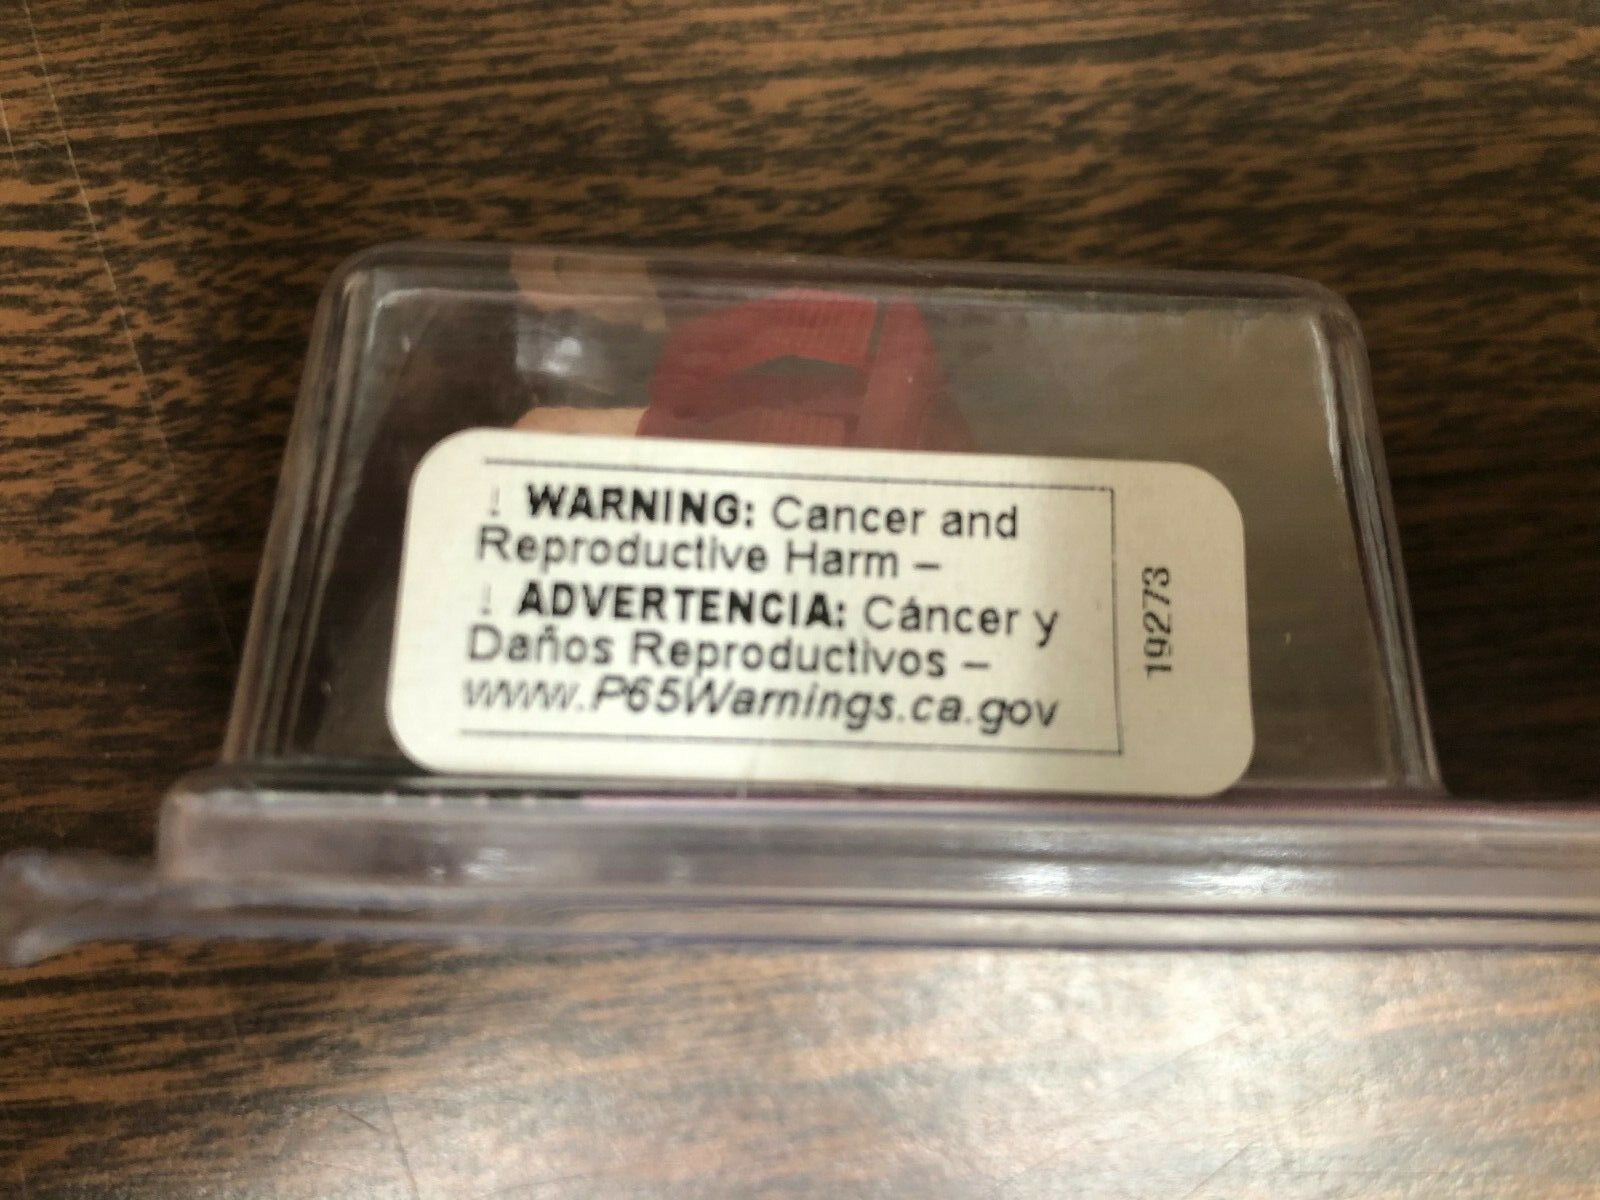 ! WARNING: Cancer and
Reproductive Harm –
! ADVERTENCIA: Cáncer y
Daños Reproductivos –
www.P65Warnings.ca.gov
19273